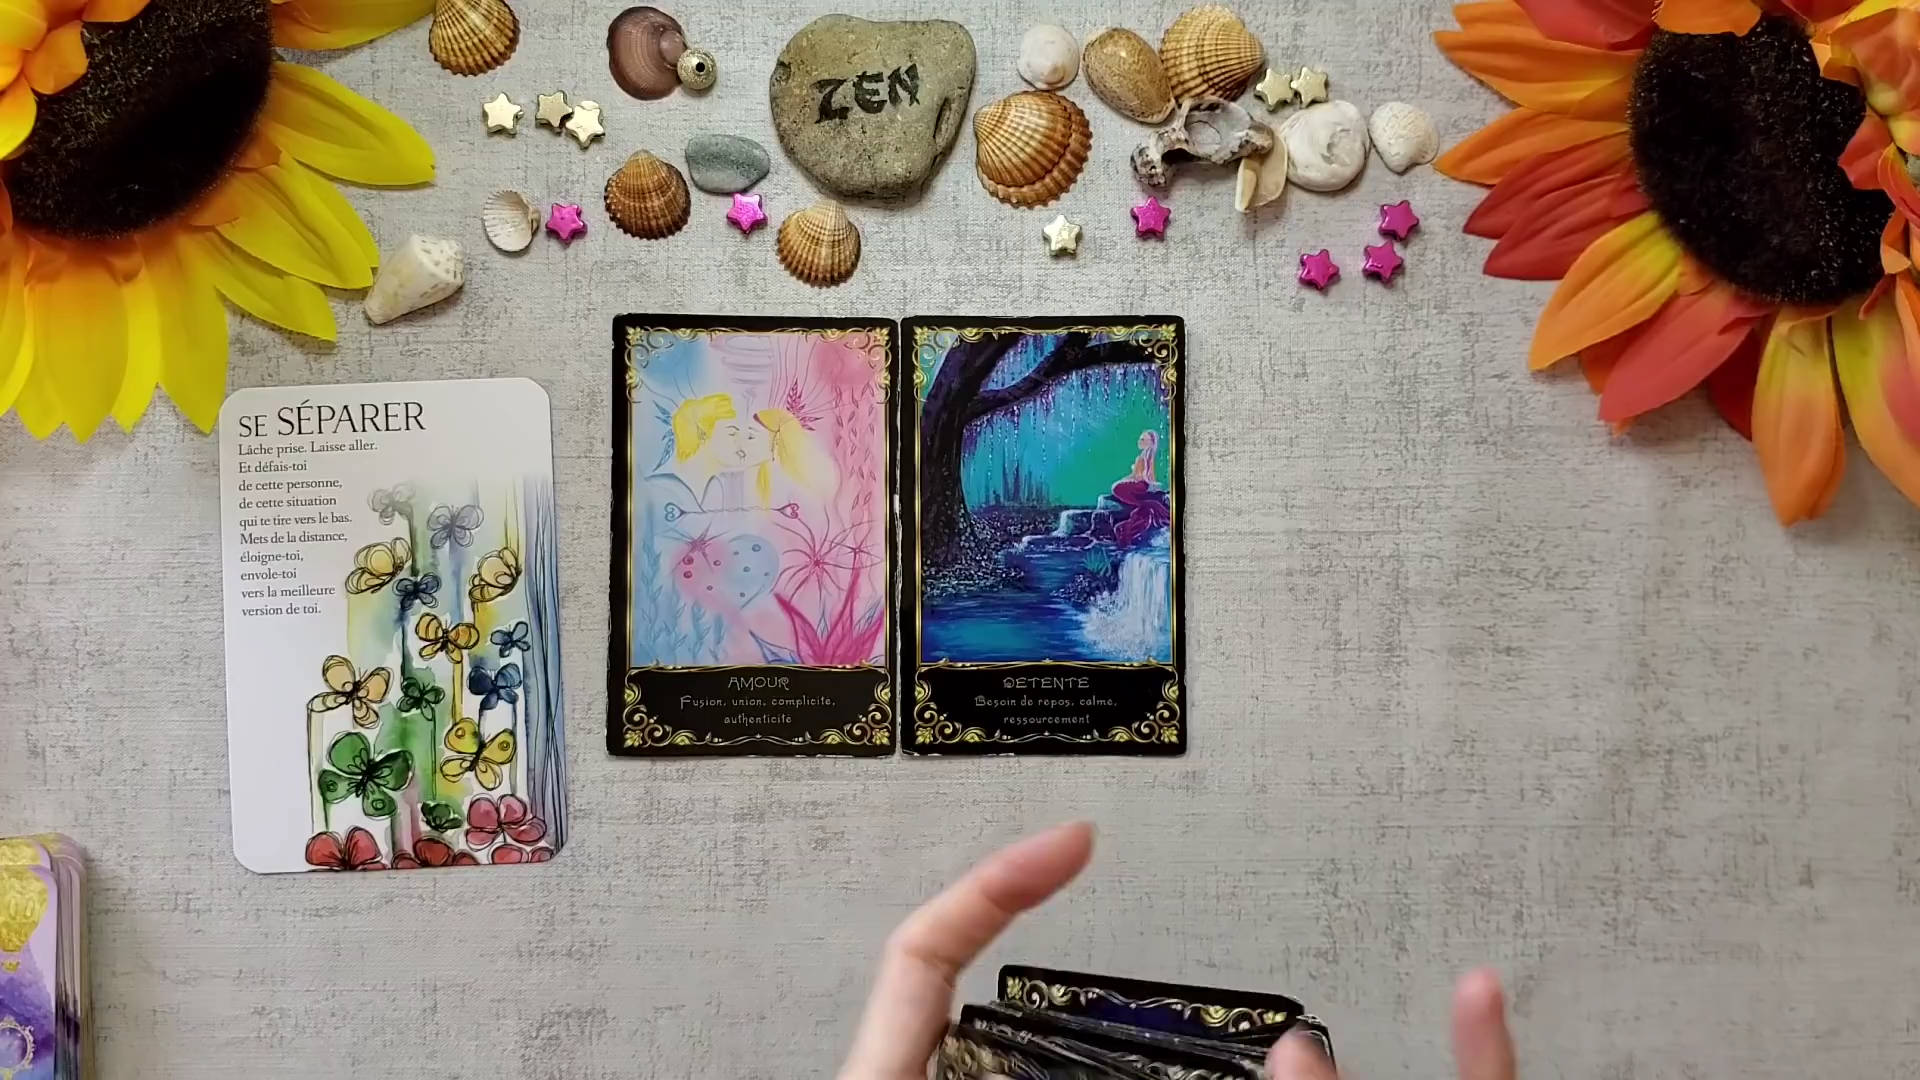 ZEN
SE SÉPARER
Lâche prise. Laisse aller.
Et défais-toi
de cette personne,
de cette situation
qui te tire vers le bas.
Mets de la distance,
éloigne-toi,
envole-toi
vers la meilleure
version de toi.
AMOUR
Fusion, union, complicité,
authenticité
DETENTE
Besoin de repos, calme,
ressourcement